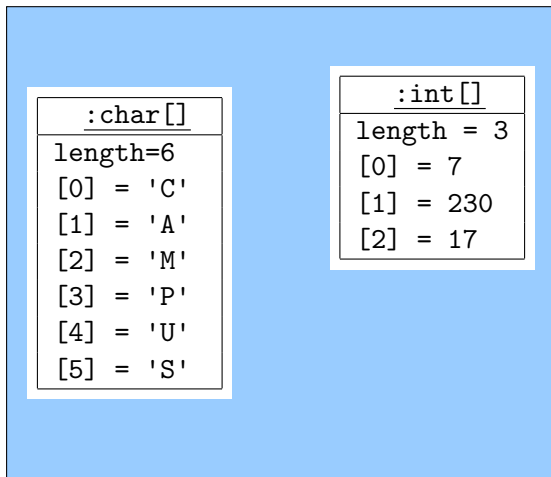 :char[]
length=6
[0] = 'C'
[1] = 'A'
[2] = 'M'
[3] = 'P'
[4] = 'U'
[5] = 'S'
:int[]
length = 3
[0] = 7
[1] = 230
[2] = 17